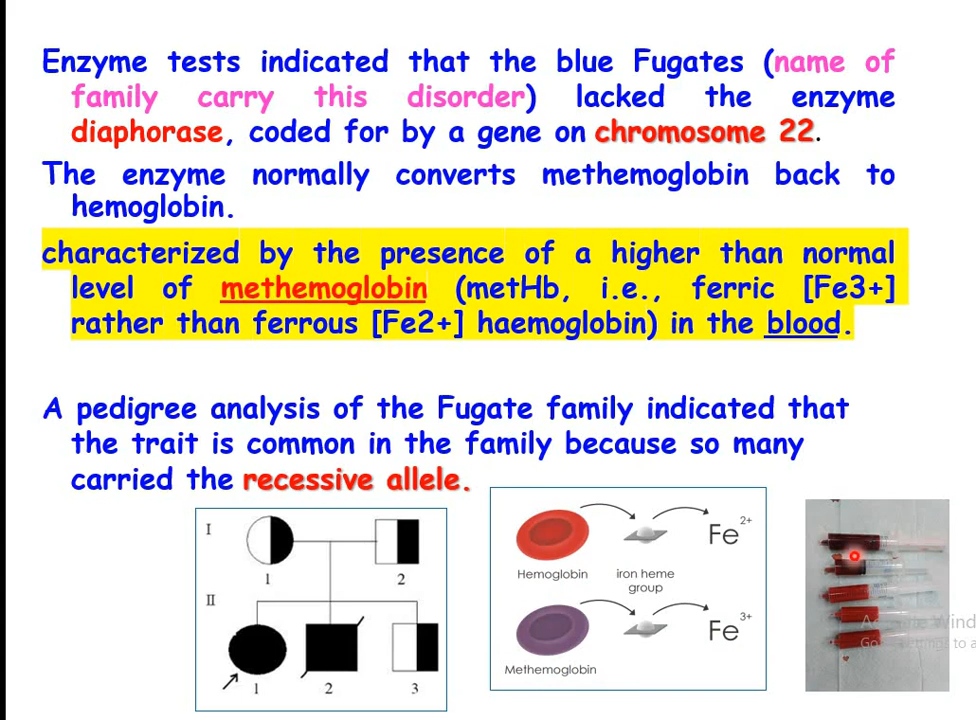 Enzyme tests indicated that the blue Fugates (name of
family carry this disorder) lacked the enzyme
diaphorase, coded for by a gene on chromosome 22.
The enzyme normally converts methemoglobin back to
hemoglobin.
characterized by the presence of a higher than normal
level of methemoglobin (metHb, i.e., ferric [Fe3+]
rather than ferrous [Fe2+] haemoglobin) in the blood.
A pedigree analysis of the Fugate family indicated that
the trait is common in the family because so many
carried the recessive allele.
I
1 2
II
1 2 3
Fe2+
Hemoglobin iron heme
group
Fe3+
Methemoglobin